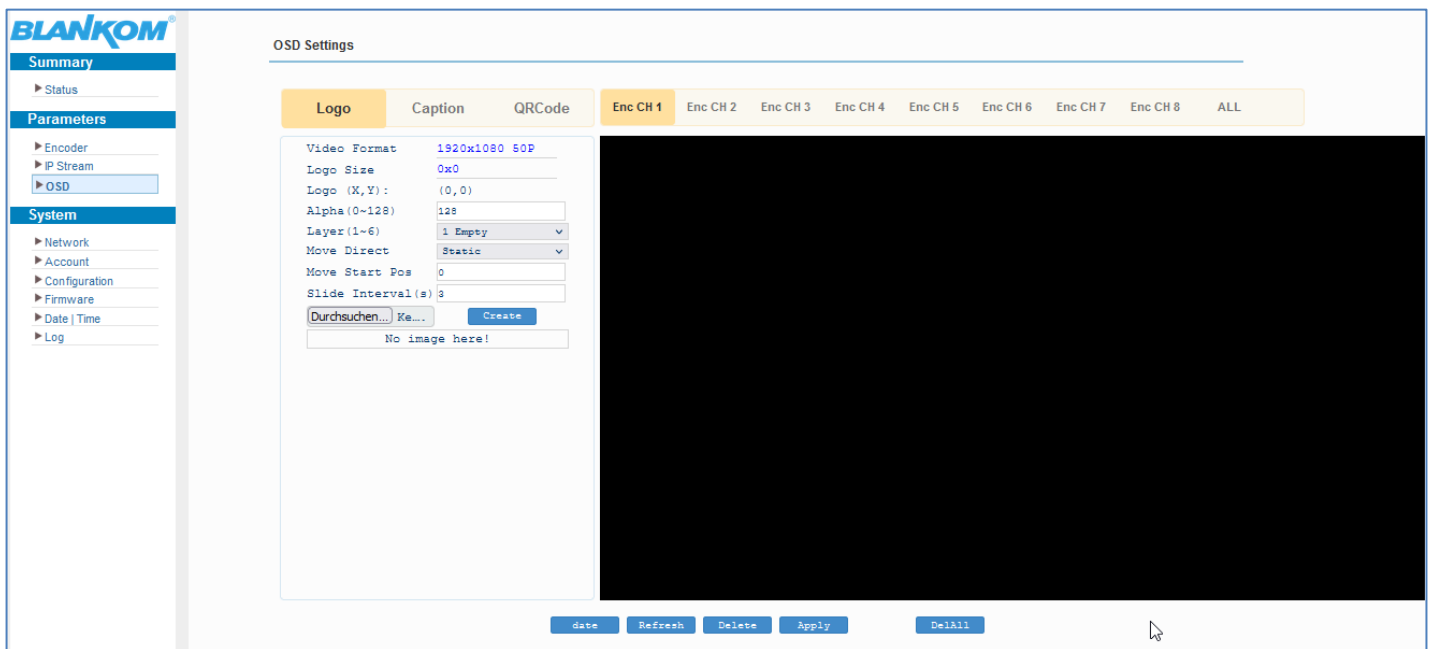 BLANKOM®
Summary
Status
Parameters
Encoder
IP Stream
OSD
System
Network
Account
Configuration
Firmware
Date | Time
Log
OSD Settings
Logo Caption QRCode
Enc CH 1 Enc CH 2 Enc CH 3 Enc CH 4 Enc CH 5 Enc CH 6 Enc CH 7 Enc CH 8 ALL
Video Format 1920x1080 50P
Logo Size 0x0
Logo (X,Y): (0,0)
Alpha(0~128) 128
Layer(1~6) 1 Empty
Move Direct Static
Move Start Pos 0
Slide Interval(s) 3
Durchsuchen... Ke…. Create
No image here!
date Refresh Delete Apply DelAll